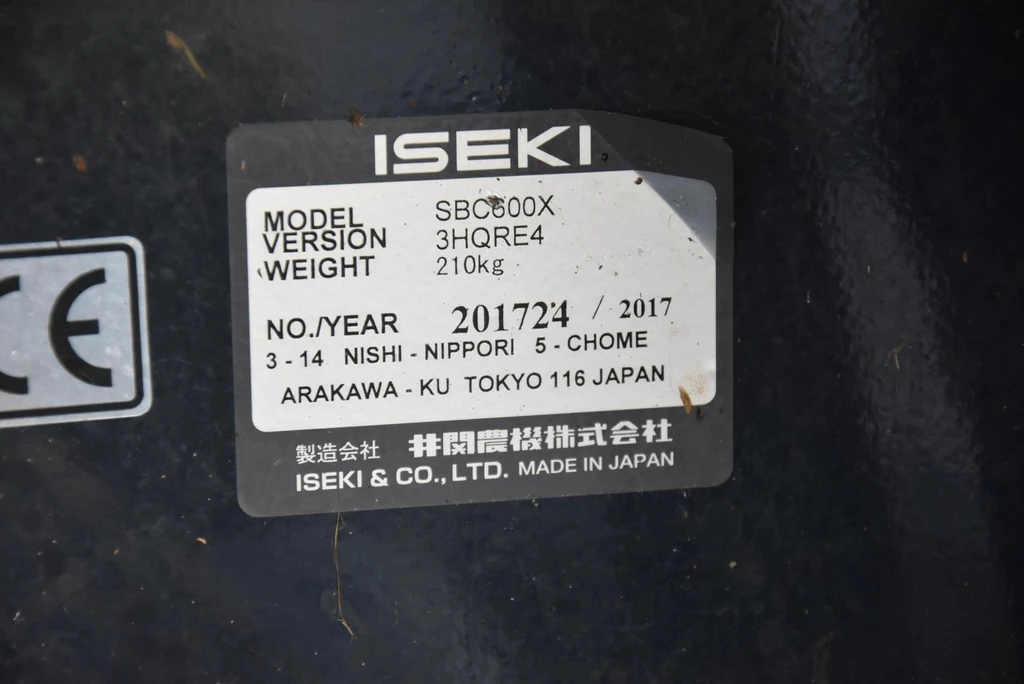 ISEKI
MODEL SBC600X
VERSION 3HQRE4
WEIGHT 210kg
NO./YEAR 201724 / 2017
3 - 14 NISHI - NIPPORI 5 - CHOME
ARAKAWA - KU TOKYO 116 JAPAN
製造会社 井関農機株式会社
ISEKI & CO., LTD. MADE IN JAPAN
CE